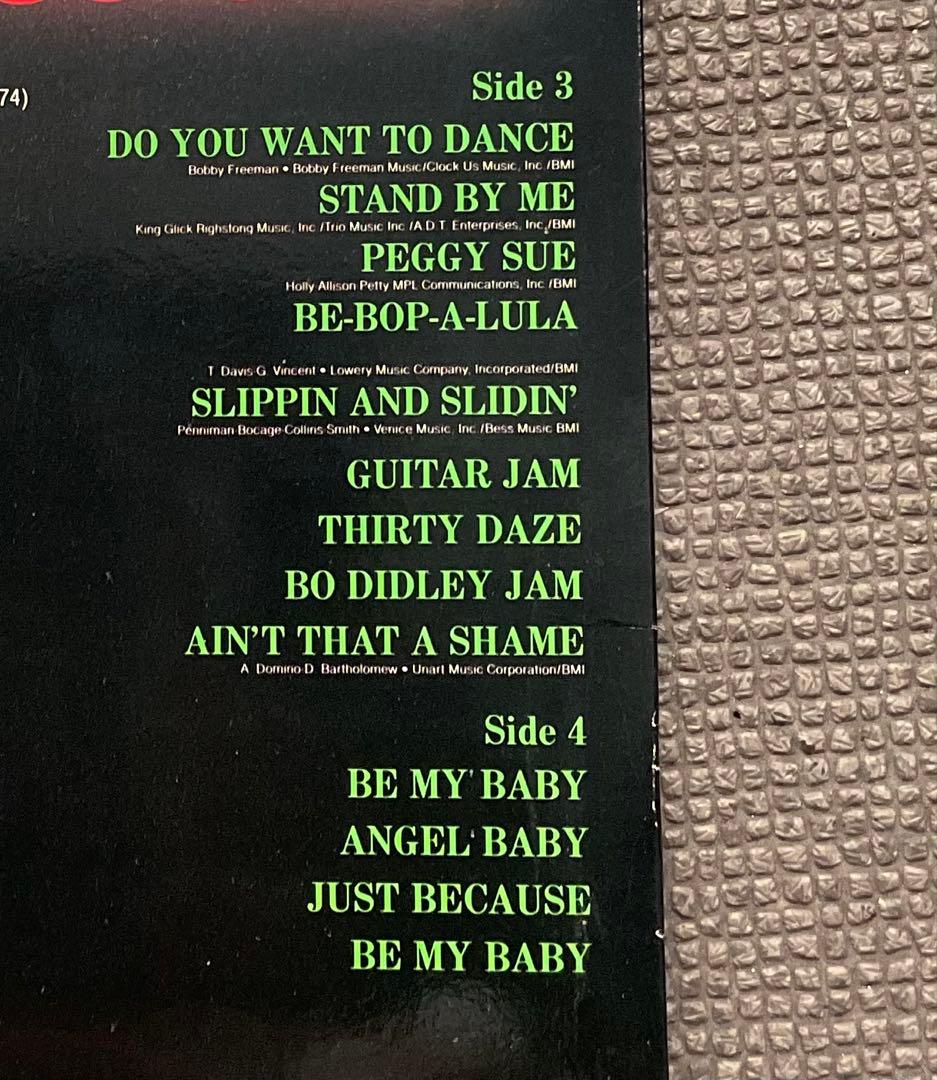 74)
Side 3
DO YOU WANT TO DANCE
Bobby Freeman • Bobby Freeman Music/Clock Us Music, Inc./BMI
STAND BY ME
King Glick Righsfong Music, Inc /Trio Music Inc /A D T Enterprises, Inc./BMI
PEGGY SUE
Holly Allison Petty MPL Communications, Inc /BMI
BE-BOP-A-LULA
T Davis G. Vincent • Lowery Music Company, Incorporated/BMI
SLIPPIN AND SLIDIN'
Penniman-Bocage-Collins-Smith • Venice Music, Inc /Bess Music BMI
GUITAR JAM
THIRTY DAZE
BO DIDLEY JAM
AIN'T THAT A SHAME
A Domino-D Bartholomew • Unart Music Corporation/BMI
Side 4
BE MY BABY
ANGEL BABY
JUST BECAUSE
BE MY BABY